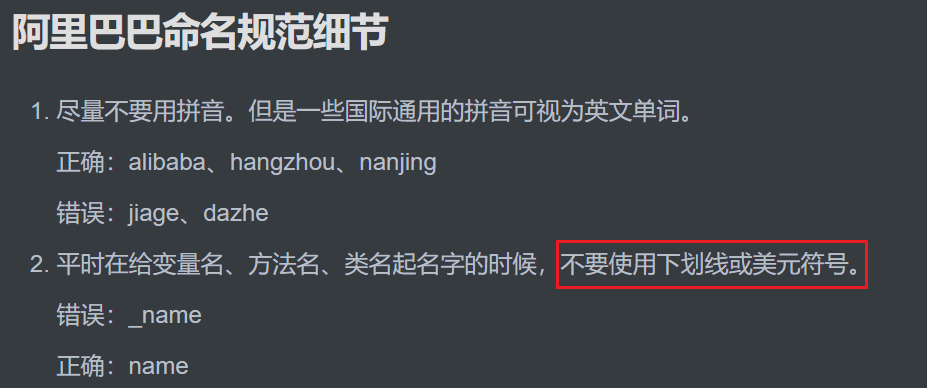 阿里巴巴命名规范细节
1. 尽量不要用拼音。但是一些国际通用的拼音可视为英文单词。
正确：alibaba、hangzhou、nanjing
错误：jiage、dazhe
2. 平时在给变量名、方法名、类名起名字的时候，不要使用下划线或美元符号。
错误：_name
正确：name